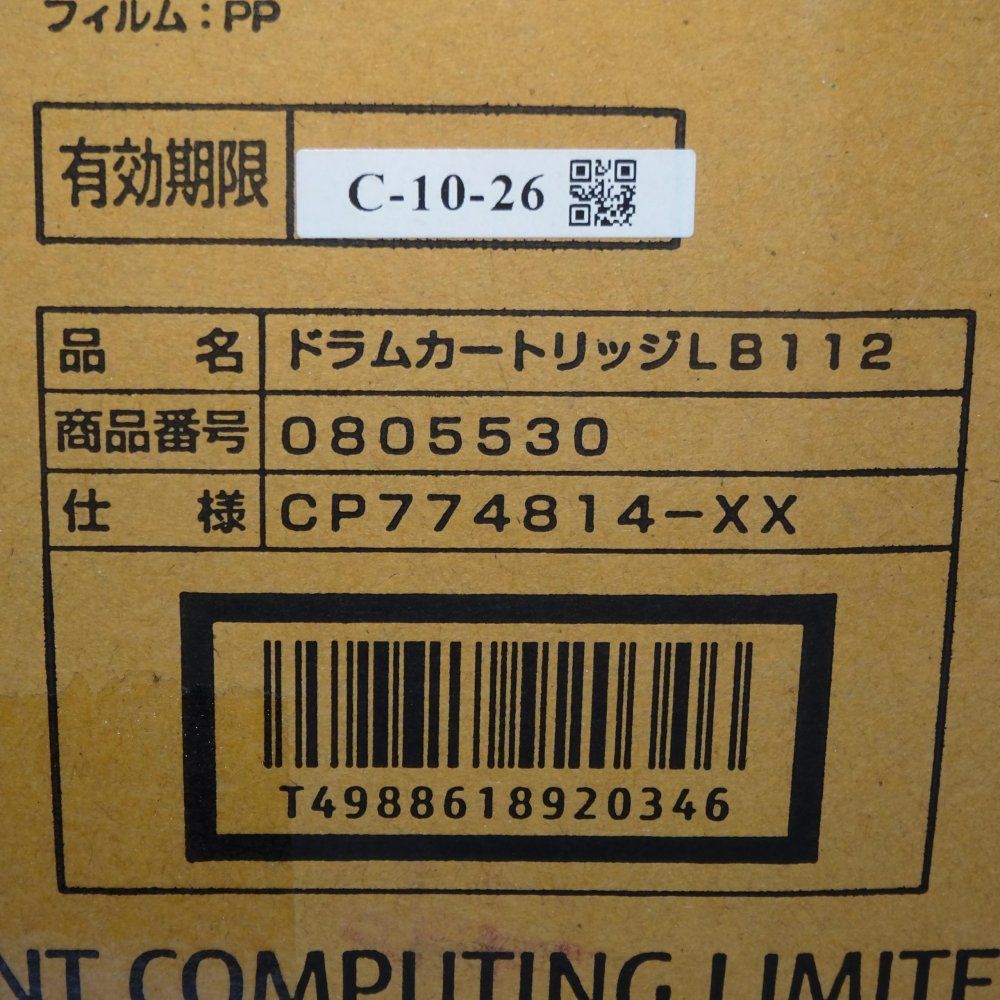 フィルム：PP
有効期限 C-10-26
品名 ドラムカートリッジLB112
商品番号 0805530
仕様 CP774814-XX
T4988618920346
NT COMPUTING LIMITE